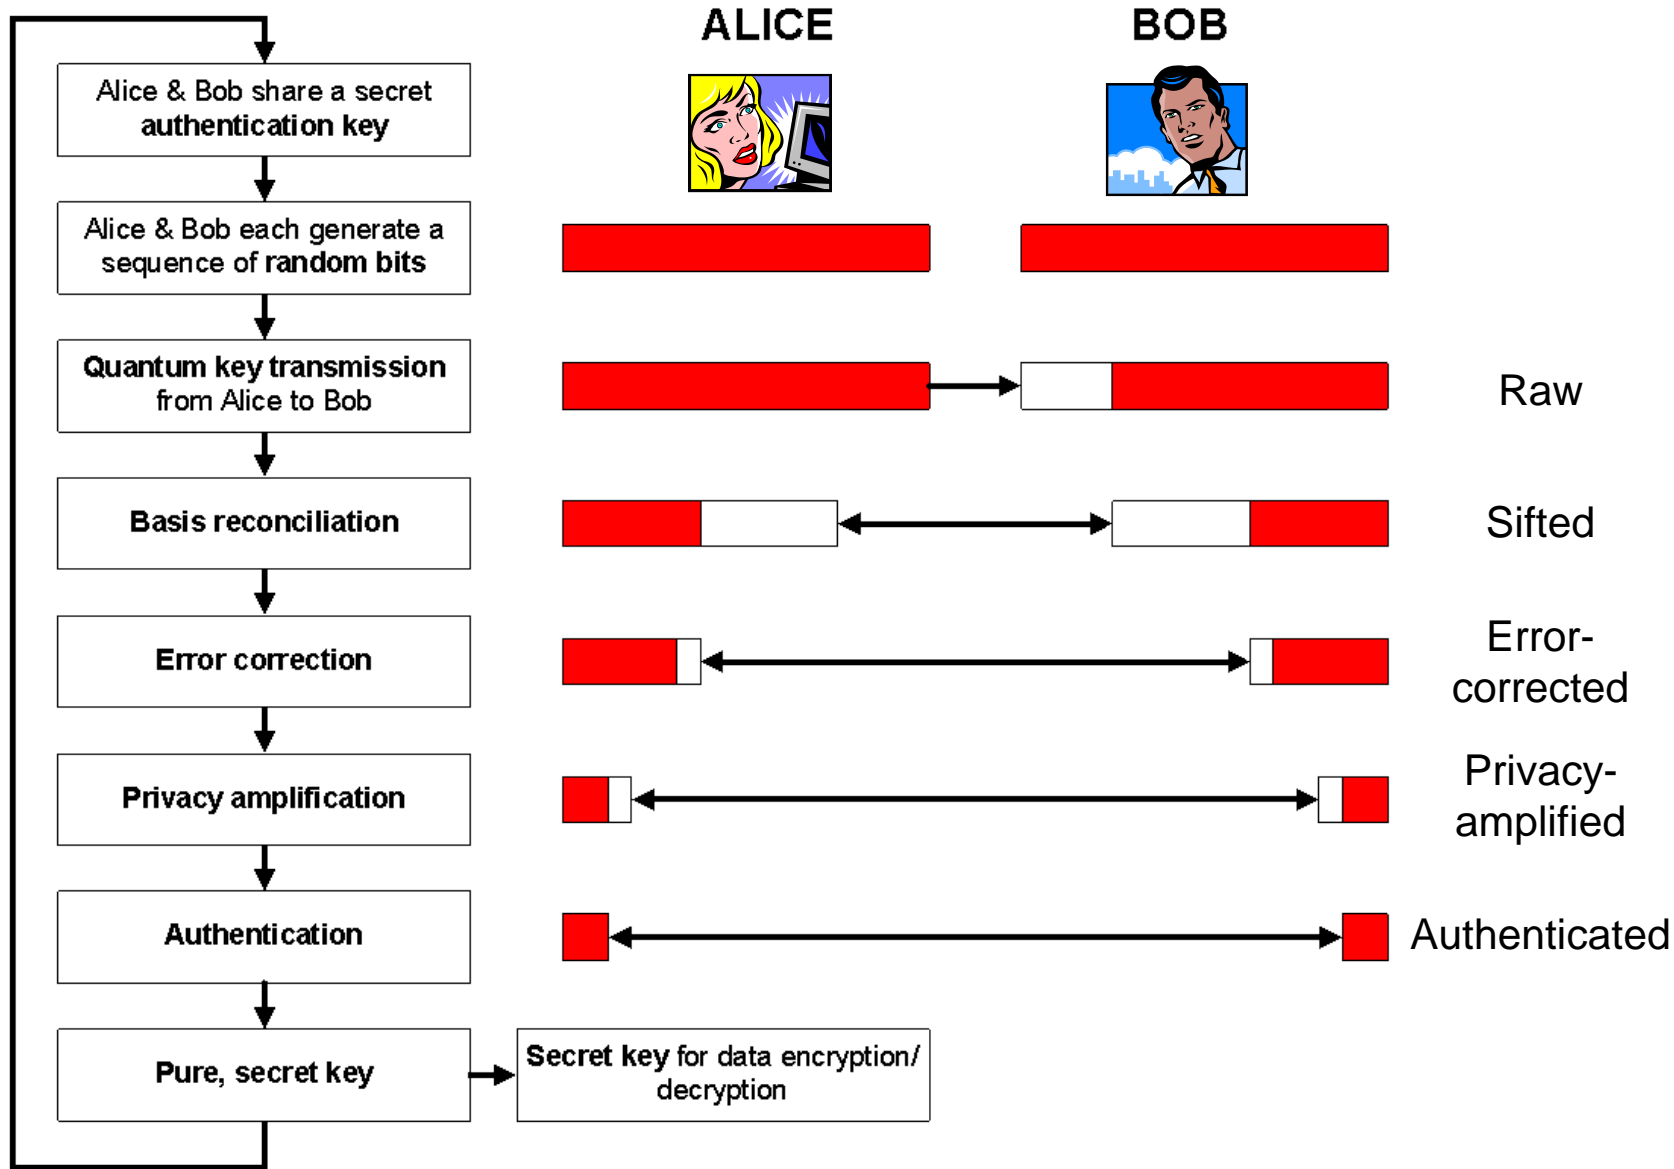 ALICE
BOB
Alice & Bob share a secret
authentication key
Alice & Bob each generate a
sequence of random bits
Quantum key transmission
from Alice to Bob
Raw
Basis reconciliation
Sifted
Error correction
Error-
corrected
Privacy amplification
Privacy-
amplified
Authentication
Authenticated
Pure, secret key
Secret key for data encryption/
decryption